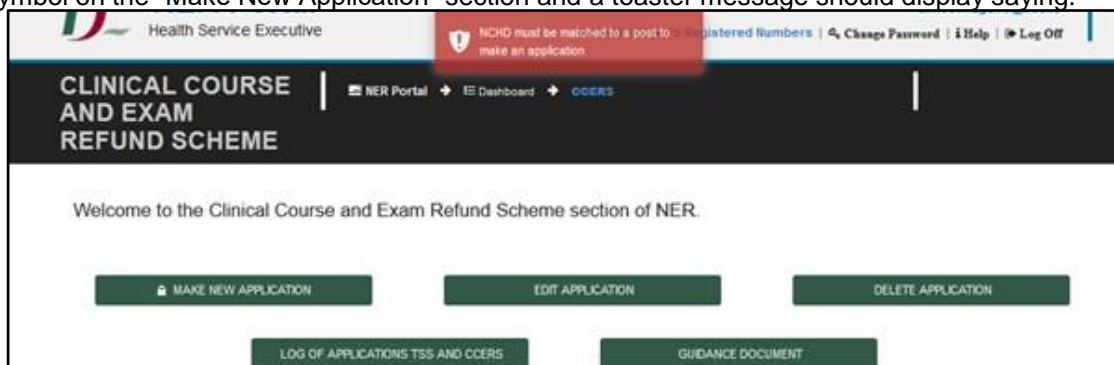 ymbol on the "Make New Application" section and a toaster message should display saying:
Health Service Executive
NCHD must be matched to a post to
make an application
Registered Numbers | Change Password | Help | Log Off
CLINICAL COURSE
AND EXAM
REFUND SCHEME
NER Portal → Dashboard → CCERS
Welcome to the Clinical Course and Exam Refund Scheme section of NER.
MAKE NEW APPLICATION
EDIT APPLICATION
DELETE APPLICATION
LOG OF APPLICATIONS TSS AND CCERS
GUIDANCE DOCUMENT